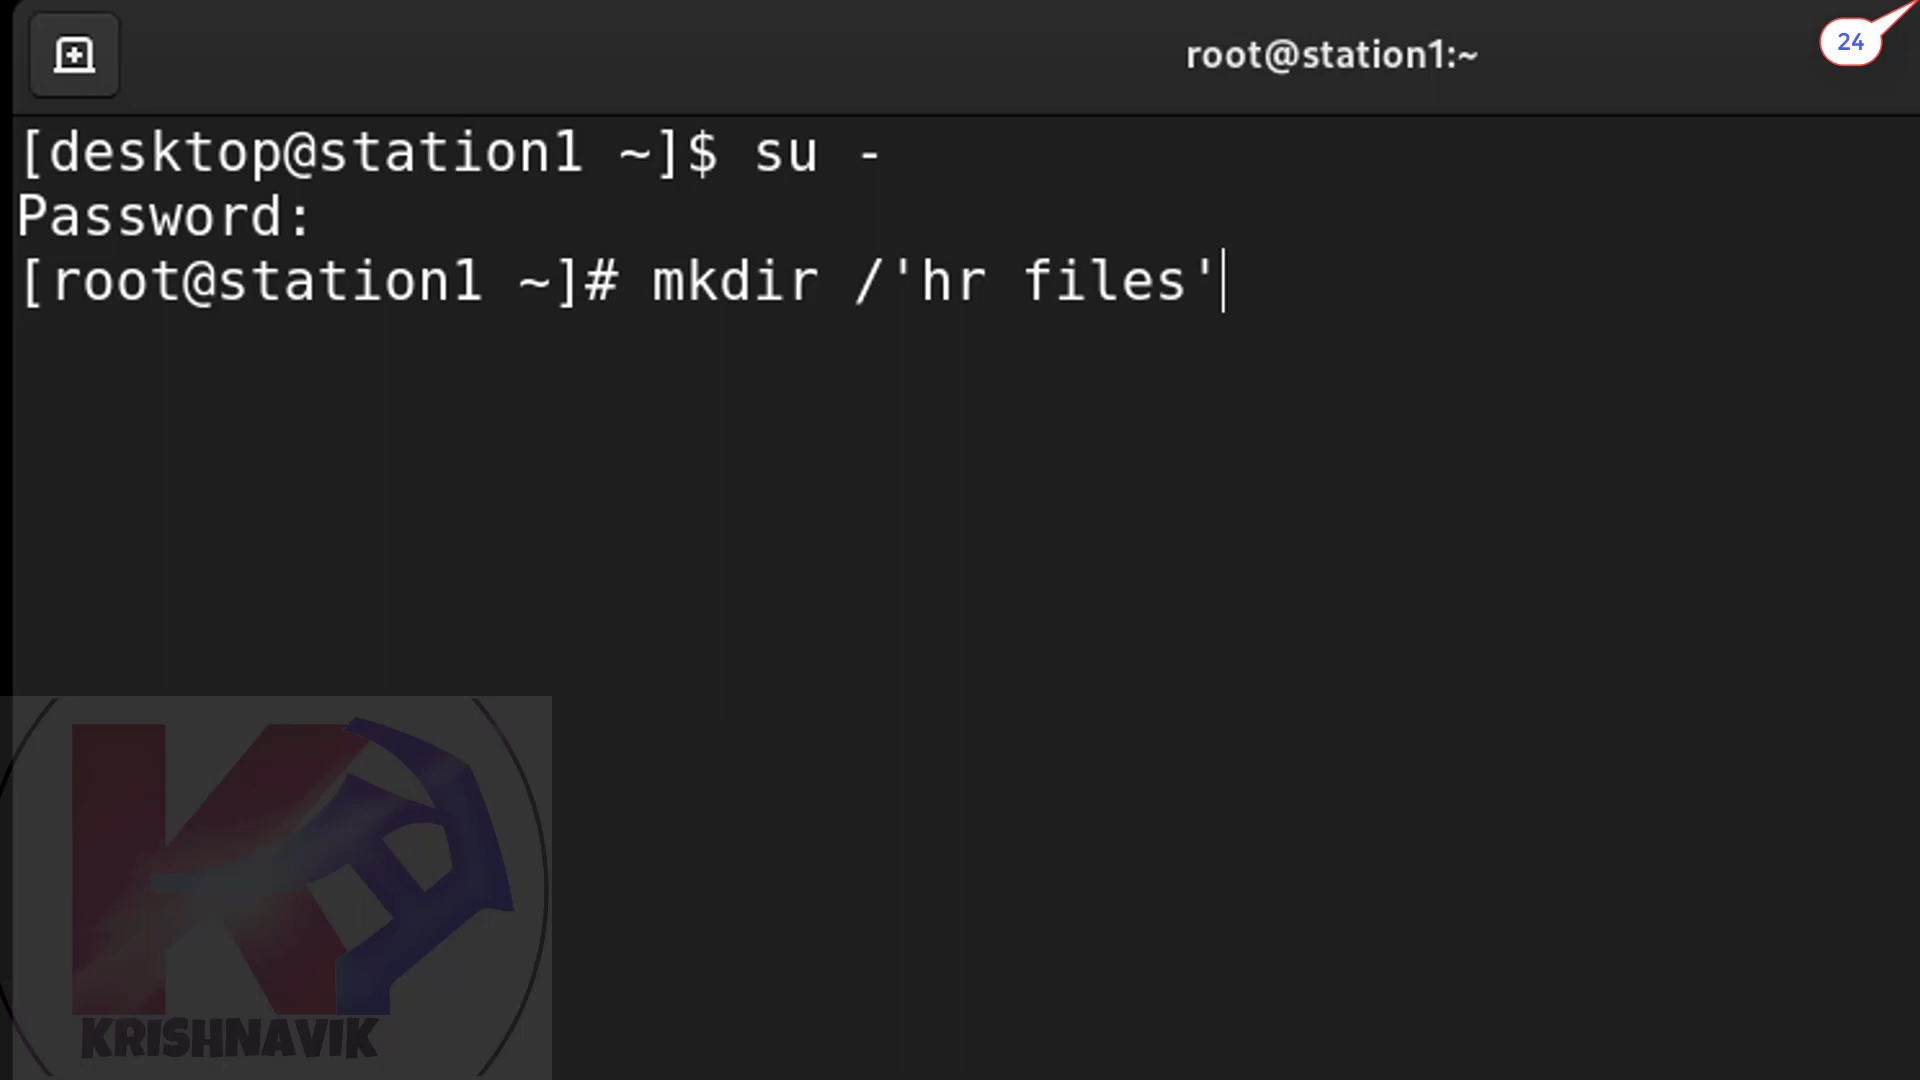 root@station1:~
24
[desktop@station1 ~]$ su -
Password:
[root@station1 ~]# mkdir /'hr files'
KRISHNAVIK